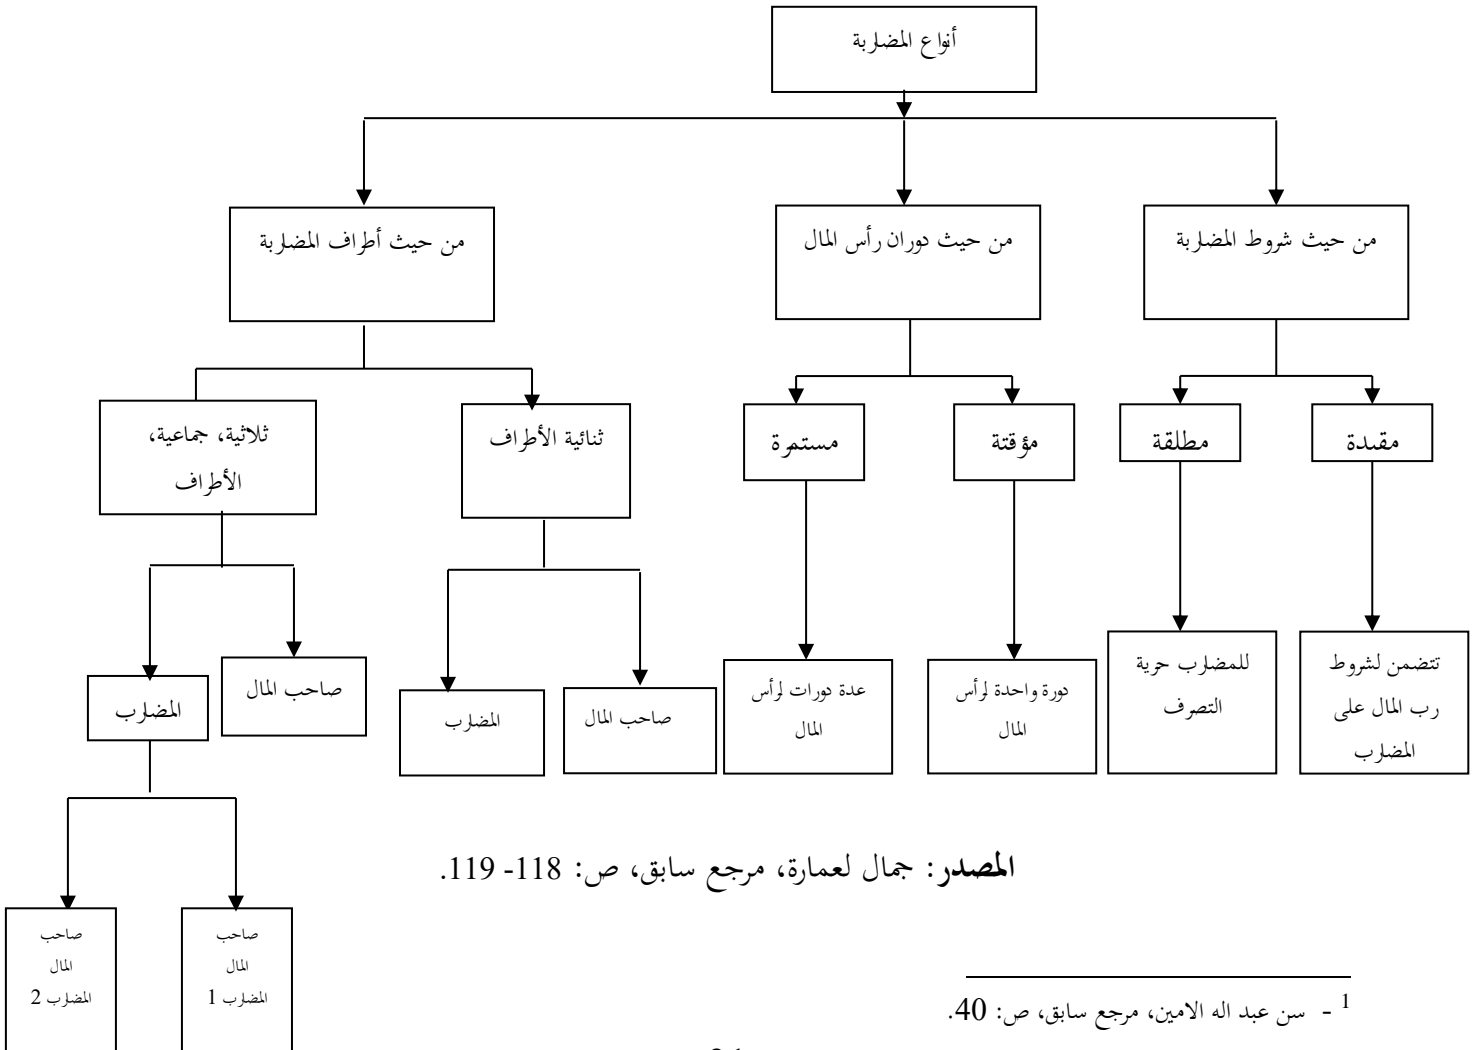 أنواع المضاربة
من حيث شروط المضاربة
من حيث دوران رأس المال
من حيث أطراف المضاربة
مقيدة
مطلقة
مؤقتة
مستمرة
ثنائية الأطراف
ثلاثية، جماعية،
الأطراف
تتضمن لشروط
رب المال على
المضارب
للمضارب حرية
التصرف
دورة واحدة لرأس
المال
عدة دورات لرأس
المال
صاحب المال
المضارب
صاحب المال
المضارب
صاحب
المال
المضارب 1
صاحب
المال
المضارب 2
المصدر: جمال لعمارة، مرجع سابق، ص: 118- 119.
1 - سن عبد اله الامين، مرجع سابق، ص: 40.